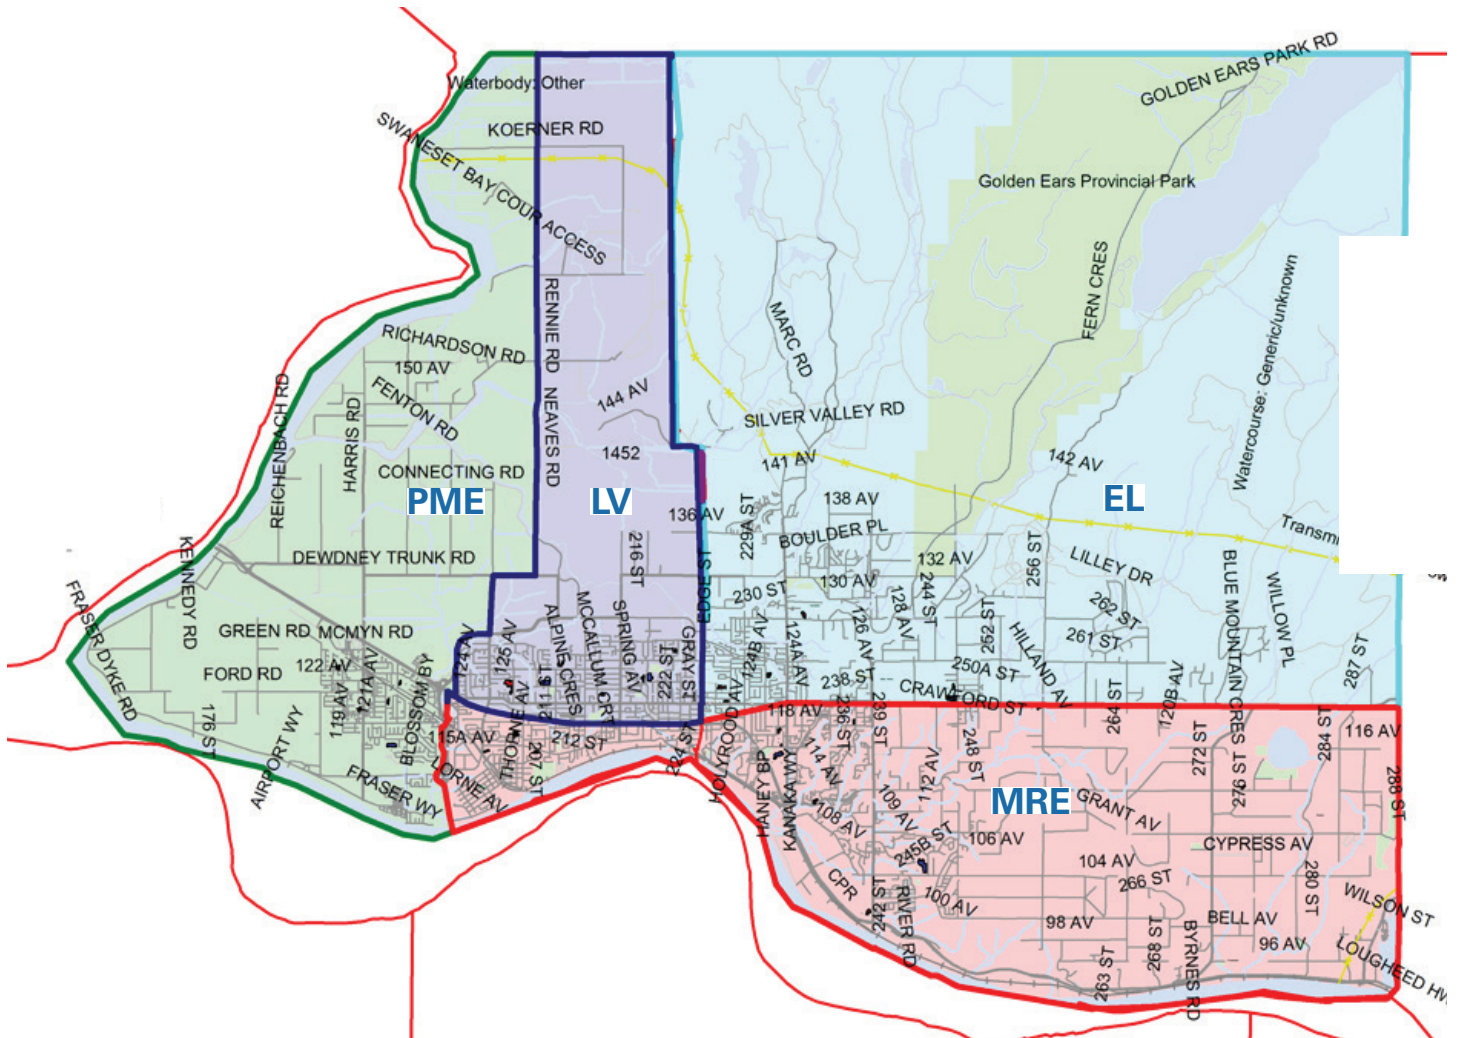 GOLDEN EARS PARK RD
Waterbody: Other
SWANESET BAY COUR ACCESS
KOERNER RD
Golden Ears Provincial Park
FERN CRES
Watercourse: Generic/unknown
RENNIE RD
MARC RD
RICHARDSON RD
150 AV
FENTON RD
144 AV
NEAVES RD
REICHENBACH RD
HARRIS RD
SILVER VALLEY RD
1452
CONNECTING RD
141 AV
142 AV
PME
LV
EL
138 AV
136 AV
229A ST
BOULDER PL
Transmi
KENNEDY RD
DEWDNEY TRUNK RD
216 ST
EDGE ST
132 AV
256 ST
LILLEY DR
BLUE MOUNTAIN CRES
WILLOW PL
FRASER DYKE RD
230 ST
130 AV
128 AV
244 ST
262 ST
GREEN RD
MCMYN RD
124 AV
125 AV
ALPINE CRES
MCCALLUM CRT
SPRING AV
222 ST
GRAY ST
124B AV
124A AV
126 AV
252 ST
HILLAND AV
261 ST
FORD RD
122 AV
121A AV
119 AV
BLOSSOM BY
238 ST
250A ST
CRAWFORD ST
287 ST
176 ST
AIRPORT WY
115A AV
THORNE AV
207 ST
212 ST
224 ST
HOLYROOD AV
118 AV
239 ST
264 ST
120B AV
272 ST
276 ST
284 ST
116 AV
FRASER WY
LORNE AV
HANEY BP
KANAKA WY
114 AV
112 AV
248 ST
MRE
GRANT AV
288 ST
108 AV
109 AV
245B ST
106 AV
CYPRESS AV
104 AV
266 ST
280 ST
CPR
242 ST
RIVER RD
100 AV
98 AV
268 ST
BELL AV
WILSON ST
BYRNES RD
96 AV
263 ST
LOUGHEED HW